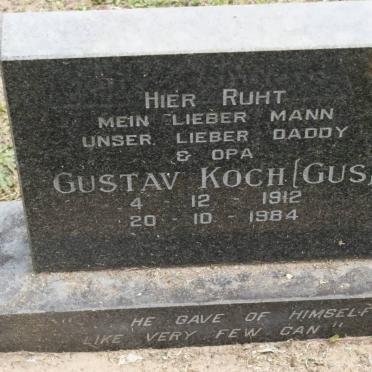 HIER RUHT
MEIN LIEBER MANN
UNSER LIEBER DADDY
& OPA
GUSTAV KOCH (GUS)
4 - 12 - 1912
20 - 10 - 1984
" HE GAVE OF HIMSELF
LIKE VERY FEW CAN "